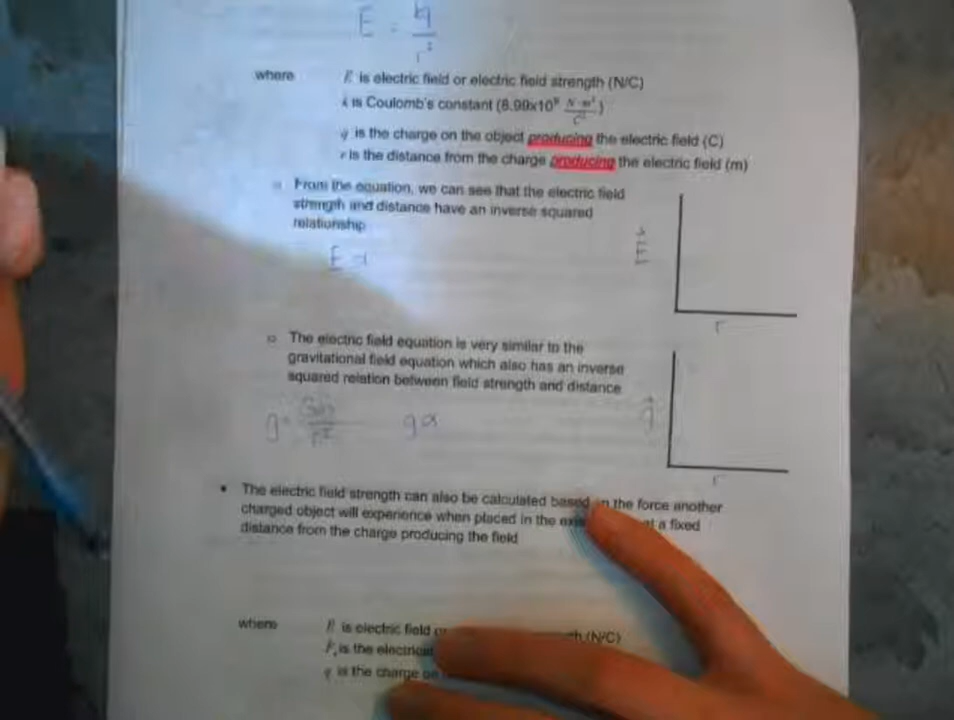 E = kq / r²
where E is electric field or electric field strength (N/C)
k is Coulomb's constant (8.99x10⁹ N·m²/C²)
q is the charge on the object producing the electric field (C)
r is the distance from the charge producing the electric field (m)
From the equation, we can see that the electric field
strength and distance have an inverse squared
relationship
E ∝
E
r
The electric field equation is very similar to the
gravitational field equation which also has an inverse
squared relation between field strength and distance
g = Gm / r² g ∝
g
r
• The electric field strength can also be calculated based on the force another
charged object will experience when placed in the at a fixed
distance from the charge producing the field
where E is electric field (N/C)
F is the electrical
q is the charge on